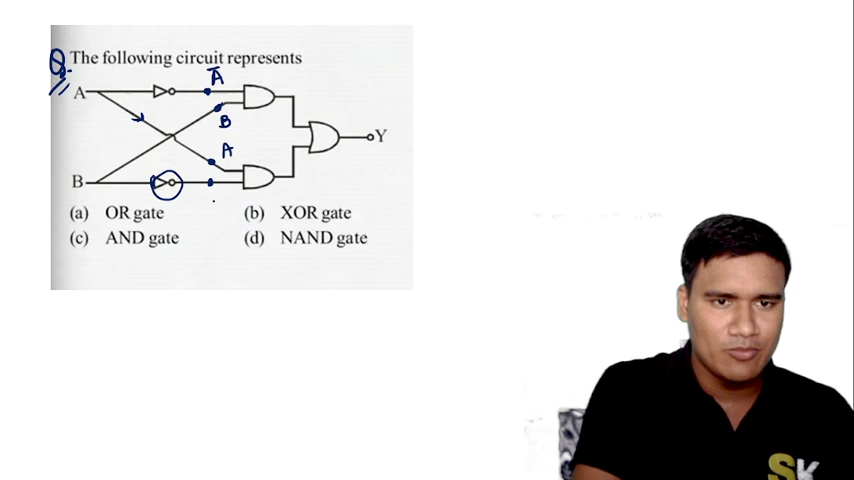 Q. The following circuit represents
A
Ā
B
A
B
Y
(a) OR gate (b) XOR gate
(c) AND gate (d) NAND gate
SK